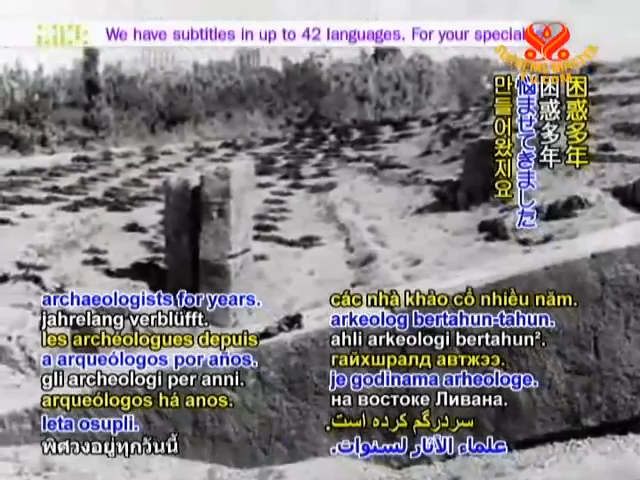 We have subtitles in up to 42 languages. For your special
困惑多年
困惑多年
悩ませてきました
만들어왔지요
archaeologists for years.
jahrelang verblüfft.
les archéologues depuis
a arqueólogos por años.
gli archeologi per anni.
arqueólogos há anos.
leta osupli.
พิศวงอยู่ทุกวันนี้
các nhà khảo cổ nhiều năm.
arkeolog bertahun-tahun.
ahli arkeologi bertahun².
гайхшралд автжээ.
je godinama arheologe.
на востоке Ливана.
سردرگم کرده است.
علماء الآثار لسنوات.